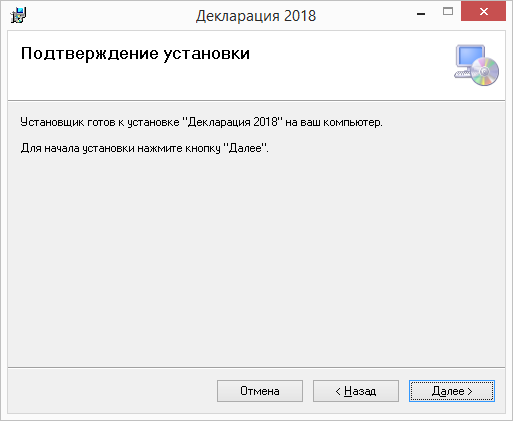 Декларация 2018
Подтверждение установки
Установщик готов к установке "Декларация 2018" на ваш компьютер.
Для начала установки нажмите кнопку "Далее".
Отмена
< Назад
Далее >